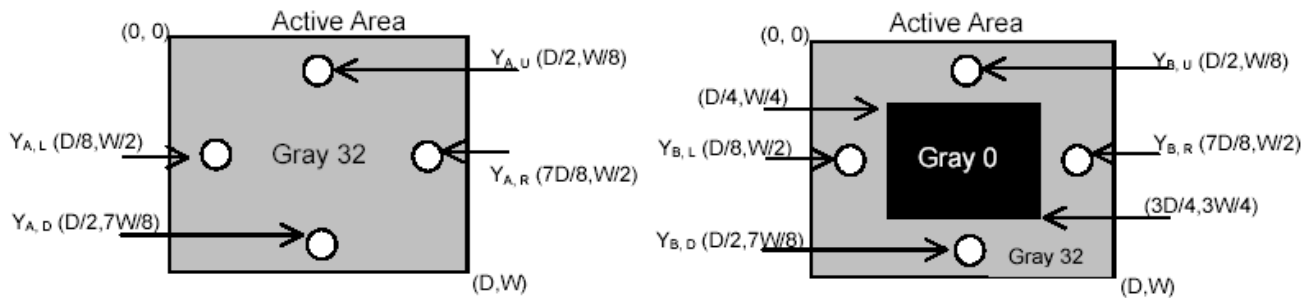 Active Area
(0, 0)
Y_A, U (D/2,W/8)
Y_A, L (D/8,W/2)
Gray 32
Y_A, R (7D/8,W/2)
Y_A, D (D/2,7W/8)
(D,W)
Active Area
(0, 0)
Y_B, U (D/2,W/8)
(D/4,W/4)
Y_B, L (D/8,W/2)
Gray 0
Y_B, R (7D/8,W/2)
(3D/4,3W/4)
Y_B, D (D/2,7W/8)
Gray 32
(D,W)